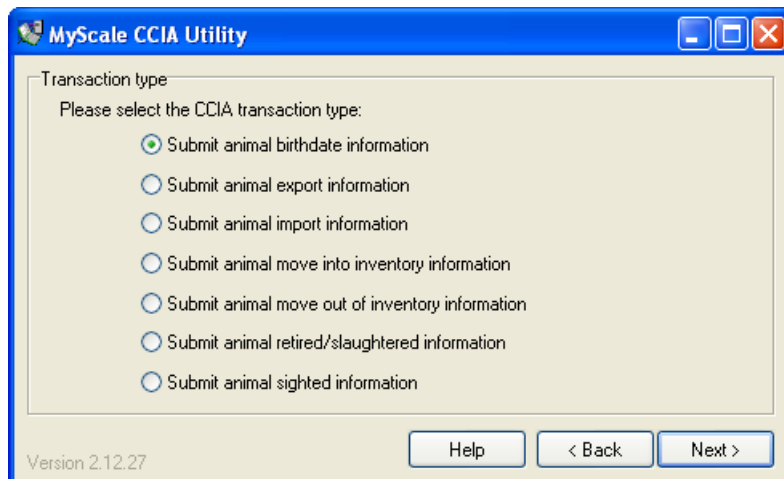 MyScale CCIA Utility
Transaction type
Please select the CCIA transaction type:
Submit animal birthdate information
Submit animal export information
Submit animal import information
Submit animal move into inventory information
Submit animal move out of inventory information
Submit animal retired/slaughtered information
Submit animal sighted information
Version 2.12.27
Help
< Back
Next >